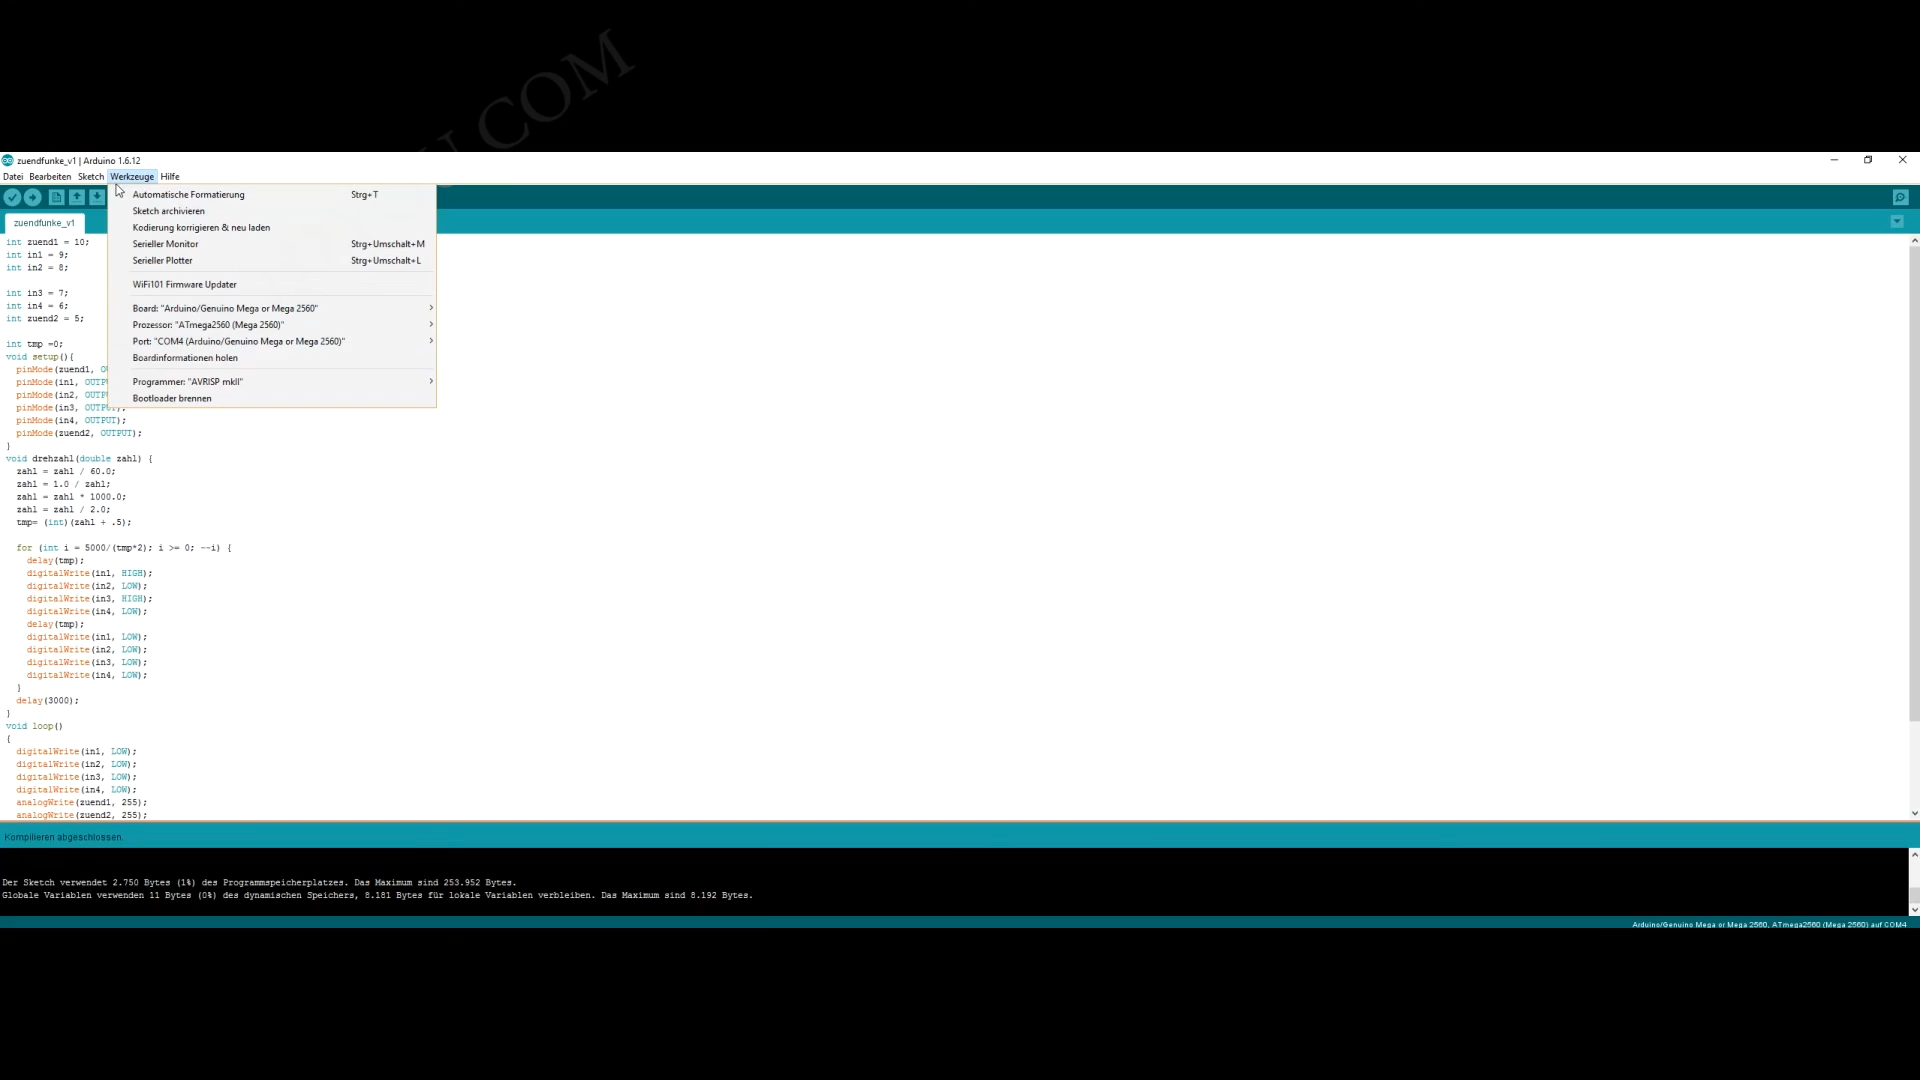 COM
zuendfunke_v1 | Arduino 1.6.12
Datei Bearbeiten Sketch Werkzeuge Hilfe
Automatische Formatierung Strg+T
Sketch archivieren
Kodierung korrigieren & neu laden
Serieller Monitor Strg+Umschalt+M
Serieller Plotter Strg+Umschalt+L
WiFi101 Firmware Updater
Board: "Arduino/Genuino Mega or Mega 2560"
Prozessor: "ATmega2560 (Mega 2560)"
Port: "COM4 (Arduino/Genuino Mega or Mega 2560)"
Boardinformationen holen
Programmer: "AVRISP mkII"
Bootloader brennen
zuendfunke_v1
int zuend1 = 10;
int in1 = 9;
int in2 = 8;
int in3 = 7;
int in4 = 6;
int zuend2 = 5;
int tmp =0;
void setup(){
pinMode(zuend1,
pinMode(in1,
pinMode(in2,
pinMode(in3, OUTPUT);
pinMode(in4, OUTPUT);
pinMode(zuend2, OUTPUT);
}
void drehzahl(double zahl) {
zahl = zahl / 60.0;
zahl = 1.0 / zahl;
zahl = zahl * 1000.0;
zahl = zahl / 2.0;
tmp= (int)(zahl + .5);
for (int i = 5000/(tmp*2); i >= 0; --i) {
delay(tmp);
digitalWrite(in1, HIGH);
digitalWrite(in2, LOW);
digitalWrite(in3, HIGH);
digitalWrite(in4, LOW);
delay(tmp);
digitalWrite(in1, LOW);
digitalWrite(in2, LOW);
digitalWrite(in3, LOW);
digitalWrite(in4, LOW);
}
delay(3000);
}
void loop()
{
digitalWrite(in1, LOW);
digitalWrite(in2, LOW);
digitalWrite(in3, LOW);
digitalWrite(in4, LOW);
analogWrite(zuend1, 255);
analogWrite(zuend2, 255);
Kompilieren abgeschlossen.
Der Sketch verwendet 2.750 Bytes (1%) des Programmspeicherplatzes. Das Maximum sind 253.952 Bytes.
Globale Variablen verwenden 11 Bytes (0%) des dynamischen Speichers, 8.181 Bytes für lokale Variablen verbleiben. Das Maximum sind 8.192 Bytes.
Arduino/Genuino Mega or Mega 2560, ATmega2560 (Mega 2560) auf COM4